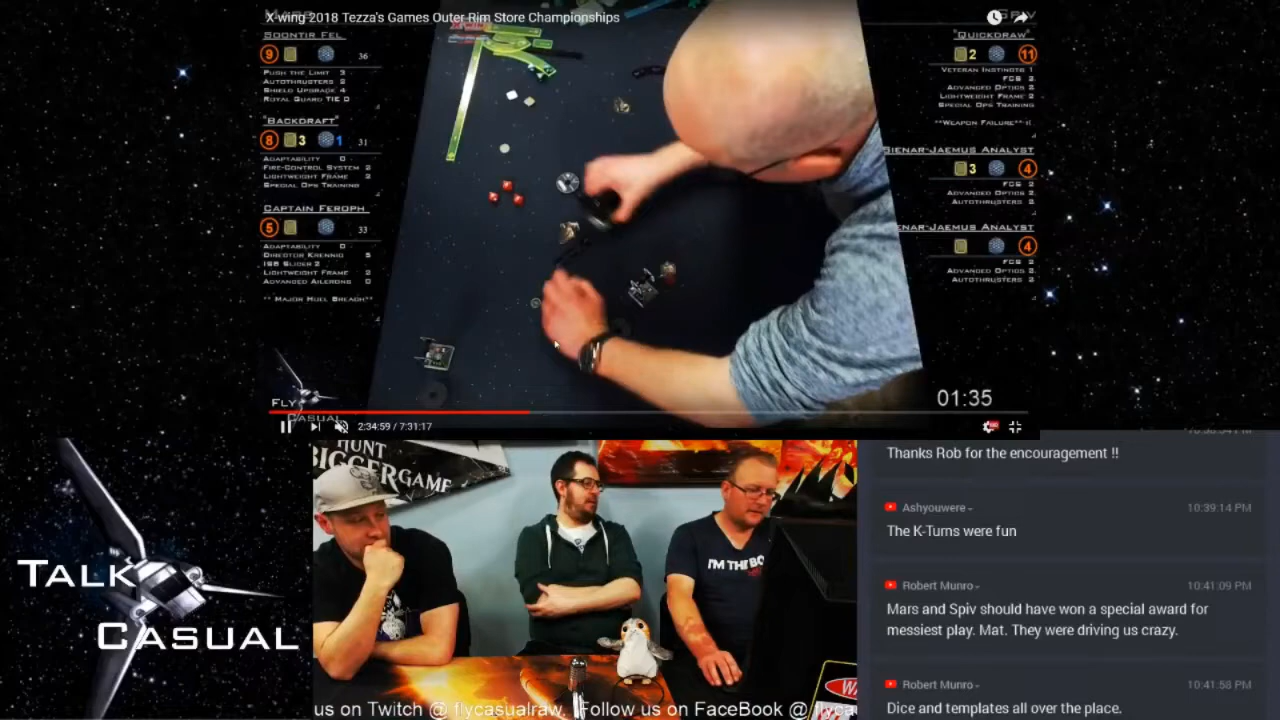 X-wing 2018 Tezza's Games Outer Rim Store Championships
Soontir Fel
9
36
Push the Limit 3
Autothrusters 2
Shield Upgrade 4
Royal Guard TIE 0
"Backdraft"
8 3 1 31
Adaptability 0
Fire-Control System 2
Lightweight Frame 2
Special Ops Training
Captain Feroph
5 33
Adaptability 0
Director Krennic 5
ISB Slicer 2
Lightweight Frame 2
Advanced Ailerons 0
** Major Hull Breach**
"Quickdraw"
2 11
Veteran Instincts 1
FCS 2
Advanced Optics 2
Lightweight Frame 2
Special Ops Training
**Weapon Failure**
Sienar-Jaemus Analyst
3 4
FCS 2
Advanced Optics 2
Autothrusters 2
enar-Jaemus Analyst
4
FCS 2
Advanced Optics 2
Autothrusters 2
01:35
Fly
Casual
2:34:59 / 7:31:17
Talk
Casual
HUNT
BIGGERGAME
I'M THE BO
us on Twitch @ flycasualraw. Follow us on FaceBook @ flyca
Thanks Rob for the encouragement !!
Ashyouwere 10:39:14 PM
The K-Turns were fun
Robert Munro 10:41:09 PM
Mars and Spiv should have won a special award for
messiest play. Mat. They were driving us crazy.
Robert Munro 10:41:58 PM
Dice and templates all over the place.